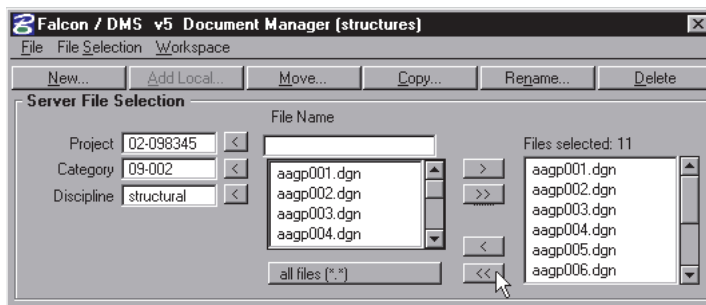 Falcon / DMS v5 Document Manager (structures)
File File Selection Workspace
New... Add Local... Move... Copy... Rename... Delete
Server File Selection
File Name
Project 02-098345 < > Files selected: 11
Category 09-002 < aagp001.dgn >> aagp001.dgn
Discipline structural < aagp002.dgn aagp002.dgn
aagp003.dgn aagp003.dgn
aagp004.dgn < aagp004.dgn
aagp005.dgn
all files (*.*) << aagp006.dgn